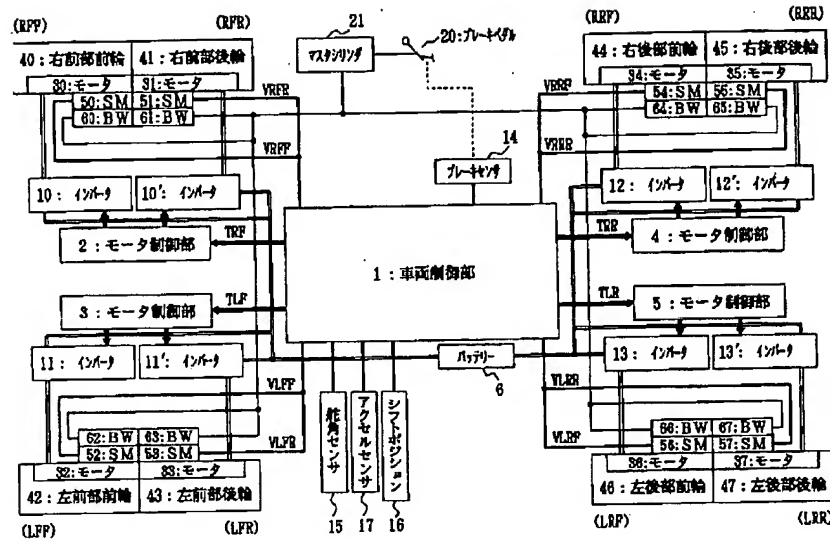 (RFF)
(RFR)
21
(RRF)
(RRR)
40:右前部前輪
41:右前部後輪
マスタシリンダ
20:ブレーキペダル
44:右後部前輪
45:右後部後輪
30:モータ
31:モータ
34:モータ
35:モータ
50:SM
51:SM
VRFR
VRRF
54:SM
55:SM
60:BW
61:BW
64:BW
65:BW
VRFF
14
VRRR
ブレーキセンサ
10:インバータ
10':インバータ
12:インバータ
12':インバータ
2:モータ制御部
TRF
TRR
4:モータ制御部
1:車両制御部
3:モータ制御部
TLF
TLR
5:モータ制御部
11:インバータ
11':インバータ
バッテリー
13:インバータ
13':インバータ
6
VLFF
VLRR
舵角センサ
アクセルセンサ
シフトポジション
62:BW
63:BW
VLFR
VLRF
66:BW
67:BW
52:SM
53:SM
56:SM
57:SM
32:モータ
33:モータ
36:モータ
37:モータ
42:左前部前輪
43:左前部後輪
46:左後部前輪
47:左後部後輪
15
17
16
(LFF)
(LFR)
(LRF)
(LRR)